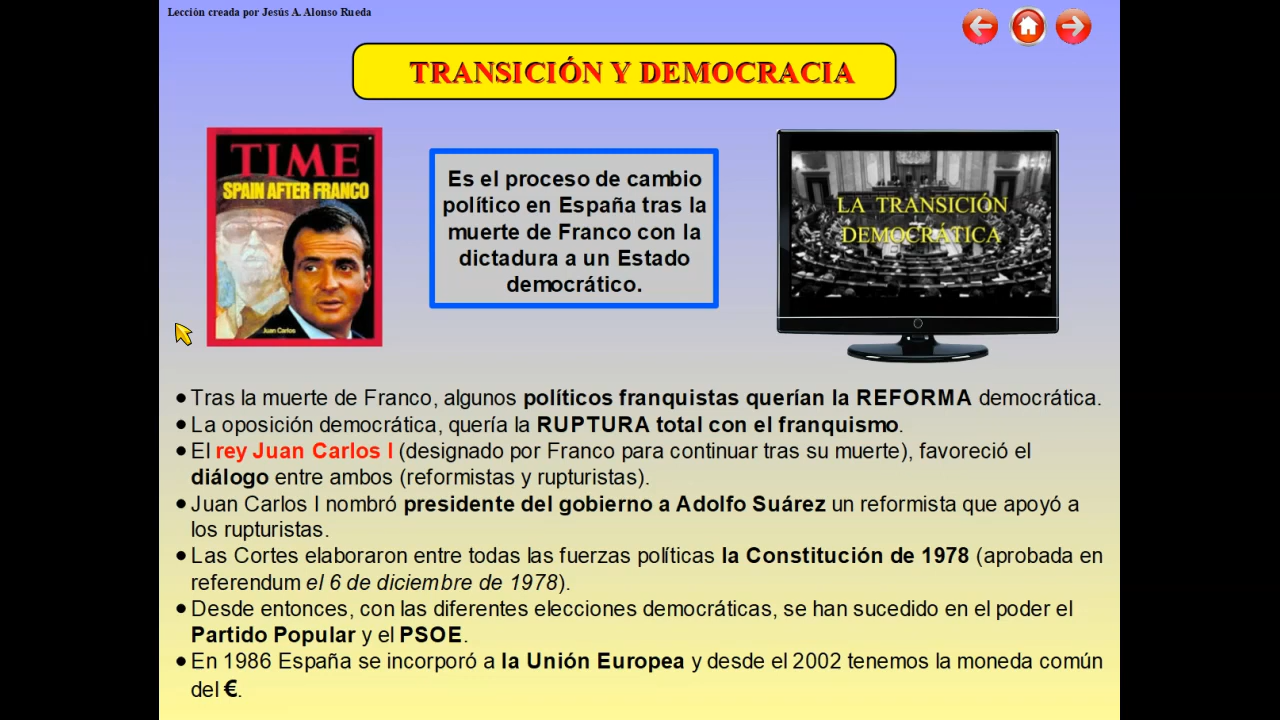 Lección creada por Jesús A. Alonso Rueda
TRANSICIÓN Y DEMOCRACIA
TIME
SPAIN AFTER FRANCO
Juan Carlos
Es el proceso de cambio
político en España tras la
muerte de Franco con la
dictadura a un Estado
democrático.
LA TRANSICIÓN
DEMOCRÁTICA
● Tras la muerte de Franco, algunos políticos franquistas querían la REFORMA democrática.
● La oposición democrática, quería la RUPTURA total con el franquismo.
● El rey Juan Carlos I (designado por Franco para continuar tras su muerte), favoreció el
diálogo entre ambos (reformistas y rupturistas).
● Juan Carlos I nombró presidente del gobierno a Adolfo Suárez un reformista que apoyó a
los rupturistas.
● Las Cortes elaboraron entre todas las fuerzas políticas la Constitución de 1978 (aprobada en
referendum el 6 de diciembre de 1978).
● Desde entonces, con las diferentes elecciones democráticas, se han sucedido en el poder el
Partido Popular y el PSOE.
● En 1986 España se incorporó a la Unión Europea y desde el 2002 tenemos la moneda común
del €.